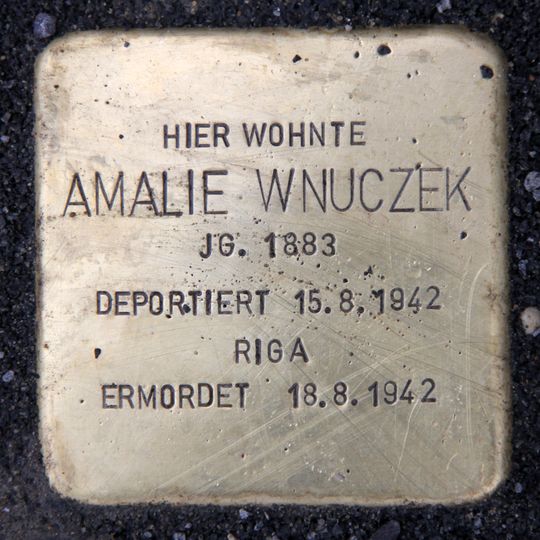 HIER WOHNTE
AMALIE WNUCZEK
JG. 1883
DEPORTIERT 15.8.1942
RIGA
ERMORDET 18.8.1942